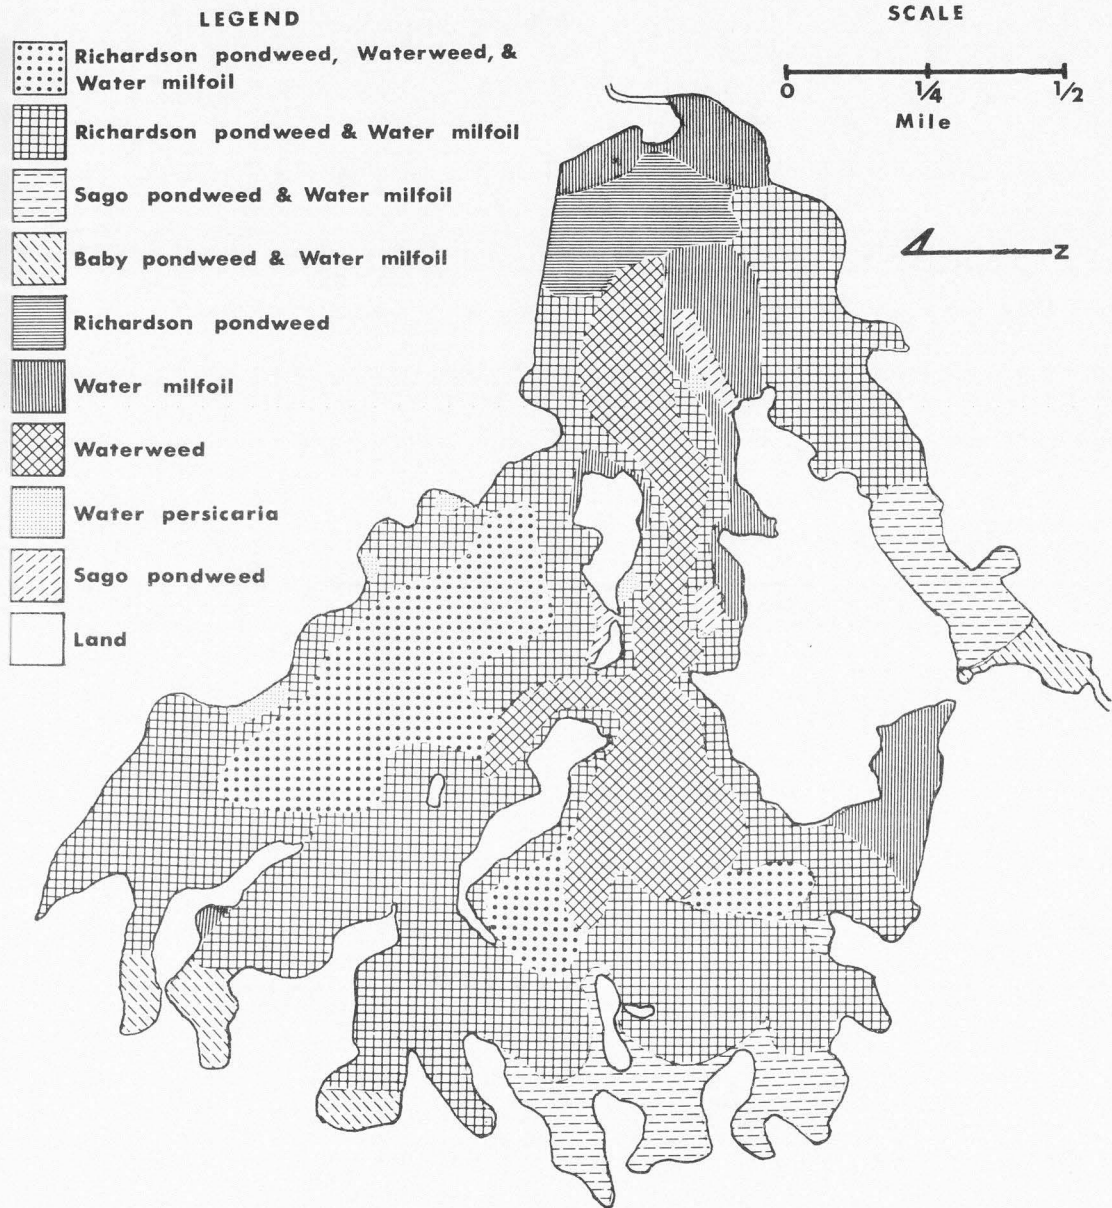 LEGEND
Richardson pondweed, Waterweed, &
Water milfoil
Richardson pondweed & Water milfoil
Sago pondweed & Water milfoil
Baby pondweed & Water milfoil
Richardson pondweed
Water milfoil
Waterweed
Water persicaria
Sago pondweed
Land
SCALE
0 1/4 1/2
Mile
N